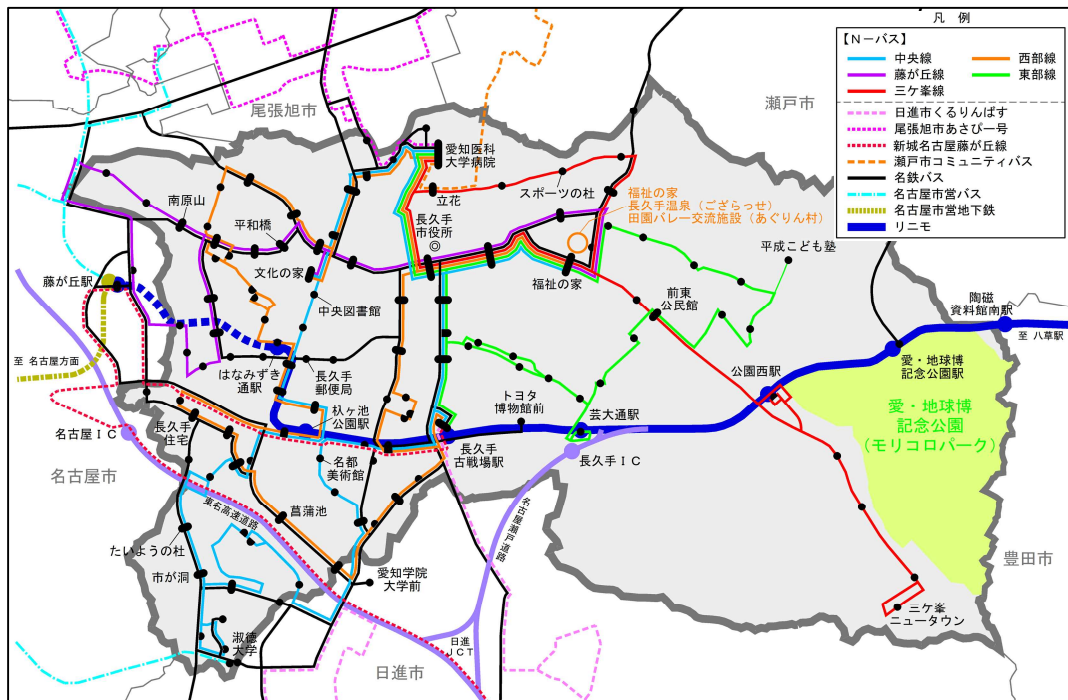 凡 例
【N－バス】
中央線
西部線
藤が丘線
東部線
三ケ峯線
日進市くるりんばす
尾張旭市あさぴー号
新城名古屋藤が丘線
瀬戸市コミュニティバス
名鉄バス
名古屋市営バス
名古屋市営地下鉄
リニモ
尾張旭市
瀬戸市
愛知医科
大学病院
立花
スポーツの杜
福祉の家
長久手温泉（ござらっせ）
田園バレー交流施設（あぐりん村）
南原山
平和橋
長久手
市役所
文化の家
福祉の家
平成こども塾
藤が丘駅
中央図書館
前東
公民館
陶磁
資料館南駅
至 八草駅
至 名古屋方面
はなみずき
通駅
長久手
郵便局
愛・地球博
記念公園駅
公園西駅
杁ヶ池
公園駅
トヨタ
博物館前
芸大通駅
愛・地球博
記念公園
（モリコロパーク）
名古屋ＩＣ
長久手
住宅
長久手
古戦場駅
長久手ＩＣ
名都
美術館
名古屋市
東名高速道路
菖蒲池
名古屋瀬戸道路
たいようの杜
市が洞
愛知学院
大学前
豊田市
三ケ峯
ニュータウン
淑徳
大学
日進
ＪＣＴ
日進市